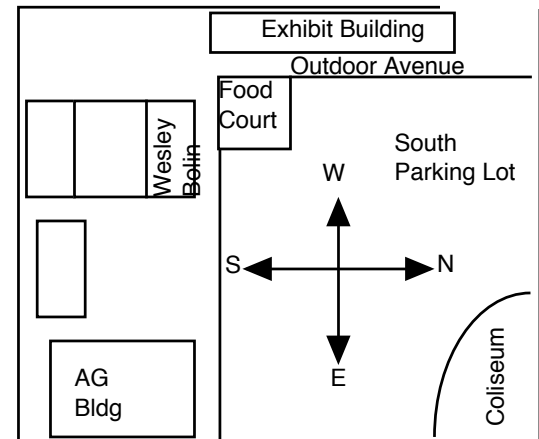 Exhibit Building
Outdoor Avenue
Food
Court
Wesley
Bolin
South
Parking Lot
W
S
N
E
AG
Bldg
Coliseum